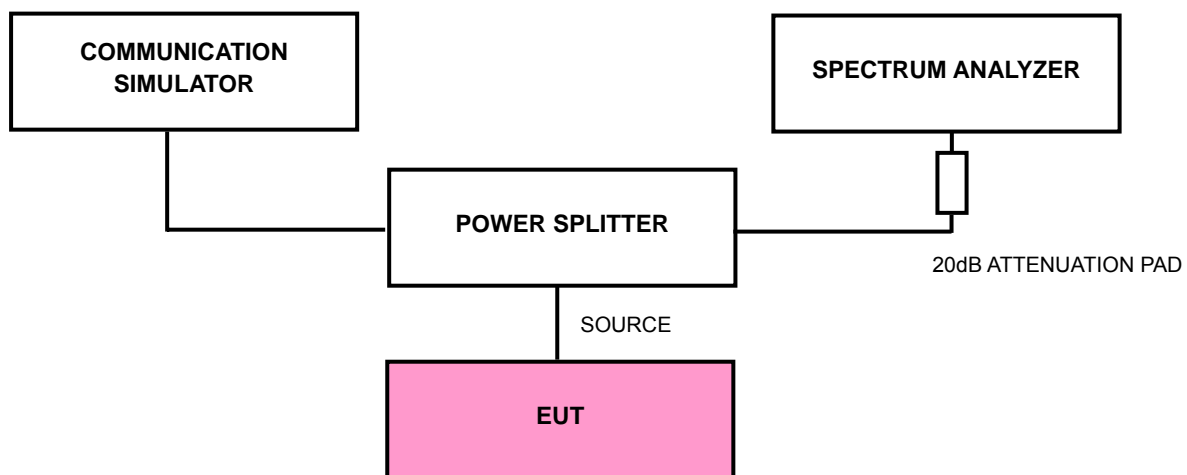 COMMUNICATION
SIMULATOR
SPECTRUM ANALYZER
POWER SPLITTER
20dB ATTENUATION PAD
SOURCE
EUT